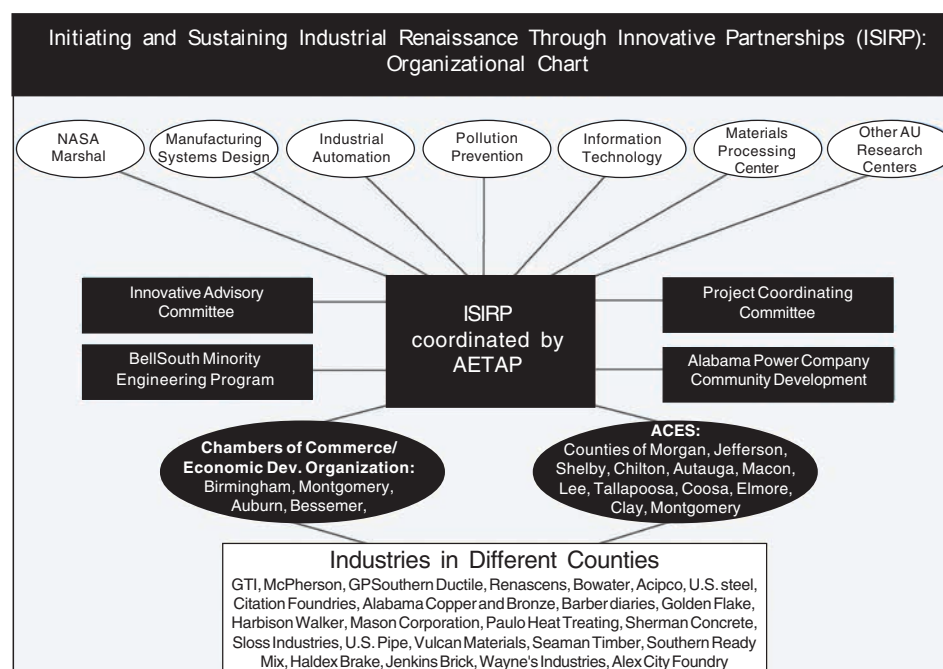 Initiating and Sustaining Industrial Renaissance Through Innovative Partnerships (ISIRP):
Organizational Chart
NASA
Marshal
Manufacturing
Systems Design
Industrial
Automation
Pollution
Prevention
Information
Technology
Materials
Processing
Center
Other AU
Research
Centers
Innovative Advisory
Committee
BellSouth Minority
Engineering Program
ISIRP
coordinated by
AETAP
Project Coordinating
Committee
Alabama Power Company
Community Development
Chambers of Commerce/
Economic Dev. Organization:
Birmingham, Montgomery,
Auburn, Bessemer,
ACES:
Counties of Morgan, Jefferson,
Shelby, Chilton, Autauga, Macon,
Lee, Tallapoosa, Coosa, Elmore,
Clay, Montgomery
Industries in Different Counties
GTI, McPherson, GPSouthern Ductile, Renascens, Bowater, Acipco, U.S. steel,
Citation Foundries, Alabama Copper and Bronze, Barber diaries, Golden Flake,
Harbison Walker, Mason Corporation, Paulo Heat Treating, Sherman Concrete,
Sloss Industries, U.S. Pipe, Vulcan Materials, Seaman Timber, Southern Ready
Mix, Haldex Brake, Jenkins Brick, Wayne's Industries, Alex City Foundry